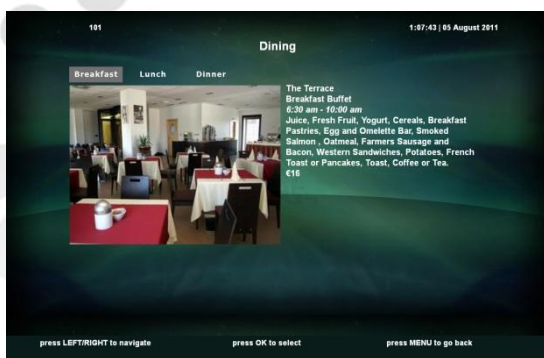 101
1:07:43 | 05 August 2011
Dining
Breakfast Lunch Dinner
The Terrace
Breakfast Buffet
6:30 am - 10:00 am
Juice, Fresh Fruit, Yogurt, Cereals, Breakfast
Pastries, Egg and Omelette Bar, Smoked
Salmon , Oatmeal, Farmers Sausage and
Bacon, Western Sandwiches, Potatoes, French
Toast or Pancakes, Toast, Coffee or Tea.
€16
press LEFT/RIGHT to navigate
press OK to select
press MENU to go back